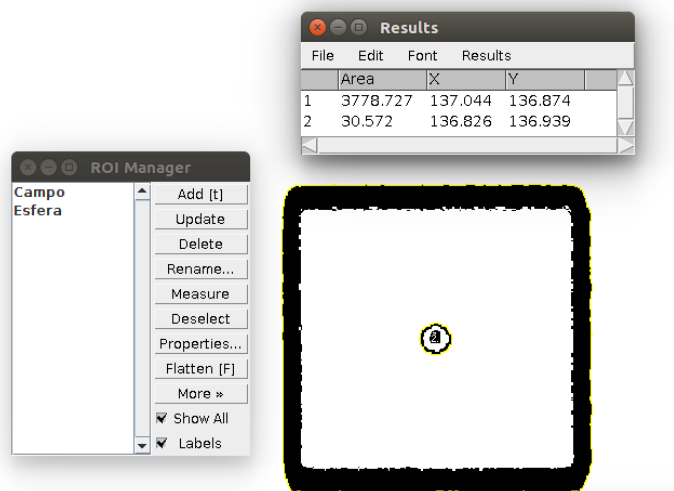 Results
File Edit Font Results
Area X Y
1 3778.727 137.044 136.874
2 30.572 136.826 136.939
ROI Manager
Campo
Esfera
Add [t]
Update
Delete
Rename...
Measure
Deselect
Properties...
Flatten [F]
More »
Show All
Labels